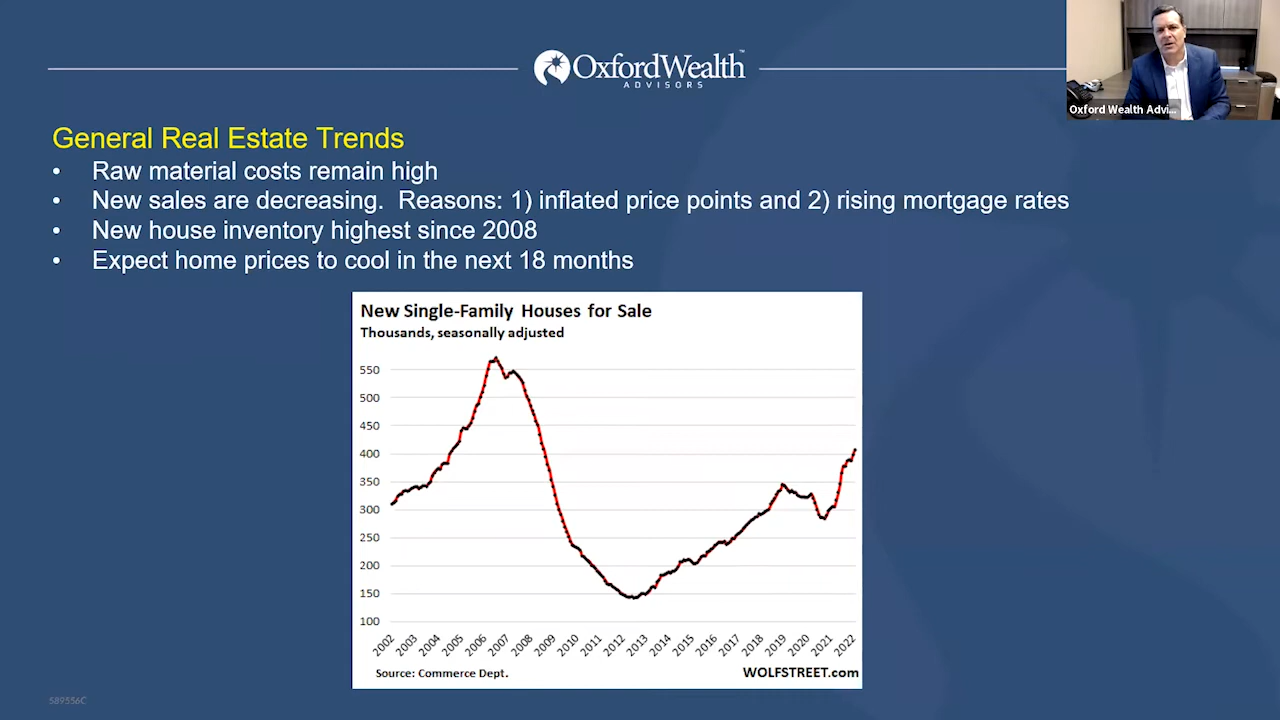 OxfordWealth™
ADVISORS
Oxford Wealth Advi...
General Real Estate Trends
• Raw material costs remain high
• New sales are decreasing. Reasons: 1) inflated price points and 2) rising mortgage rates
• New house inventory highest since 2008
• Expect home prices to cool in the next 18 months
New Single-Family Houses for Sale
Thousands, seasonally adjusted
550
500
450
400
350
300
250
200
150
100
2002 2003 2004 2005 2006 2007 2008 2009 2010 2011 2012 2013 2014 2015 2016 2017 2018 2019 2020 2021 2022
Source: Commerce Dept. WOLFSTREET.com
589556C